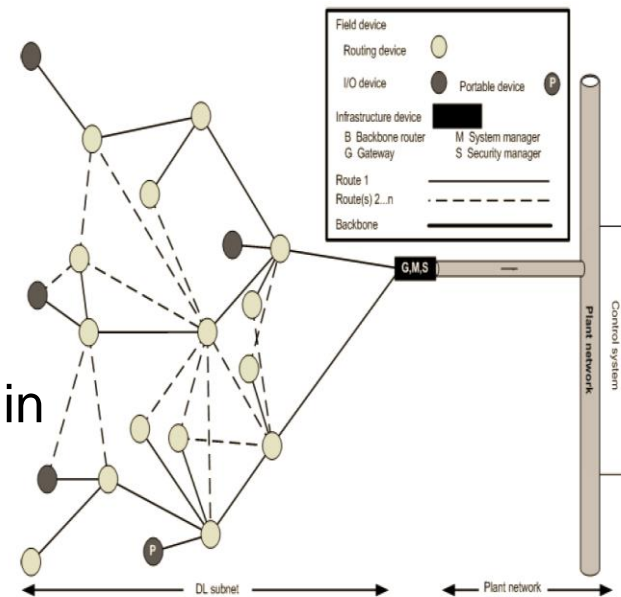 Field device
Routing device
I/O device
Portable device
P
Infrastructure device
B Backbone router
M System manager
G Gateway
S Security manager
Route 1
Route(s) 2...n
Backbone
G,M,S
Plant network
Control system
in
P
DL subnet
Plant network